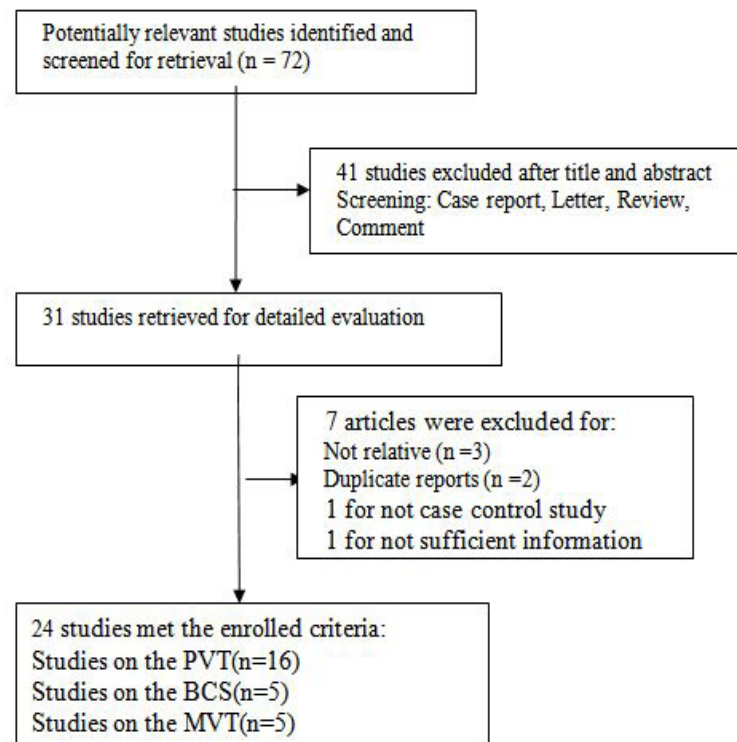 Potentially relevant studies identified and
screened for retrieval (n = 72)
41 studies excluded after title and abstract
Screening: Case report, Letter, Review,
Comment
31 studies retrieved for detailed evaluation
7 articles were excluded for:
Not relative (n =3)
Duplicate reports (n =2)
1 for not case control study
1 for not sufficient information
24 studies met the enrolled criteria:
Studies on the PVT(n=16)
Studies on the BCS(n=5)
Studies on the MVT(n=5)